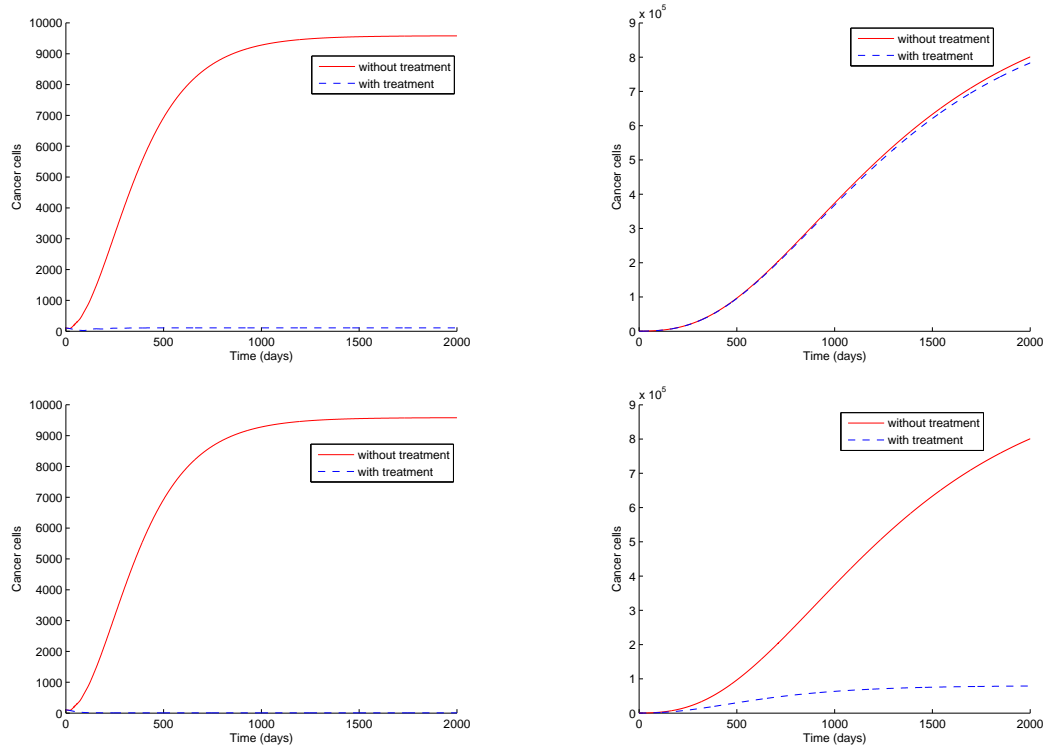 10000
9000
8000
7000
6000
5000
4000
3000
2000
1000
0
Cancer cells
without treatment
with treatment
0 500 1000 1500 2000
Time (days)
x 10^5
9
8
7
6
5
4
3
2
1
0
Cancer cells
without treatment
with treatment
0 500 1000 1500 2000
Time (days)
10000
9000
8000
7000
6000
5000
4000
3000
2000
1000
0
Cancer cells
without treatment
with treatment
0 500 1000 1500 2000
Time (days)
x 10^5
9
8
7
6
5
4
3
2
1
0
Cancer cells
without treatment
with treatment
0 500 1000 1500 2000
Time (days)